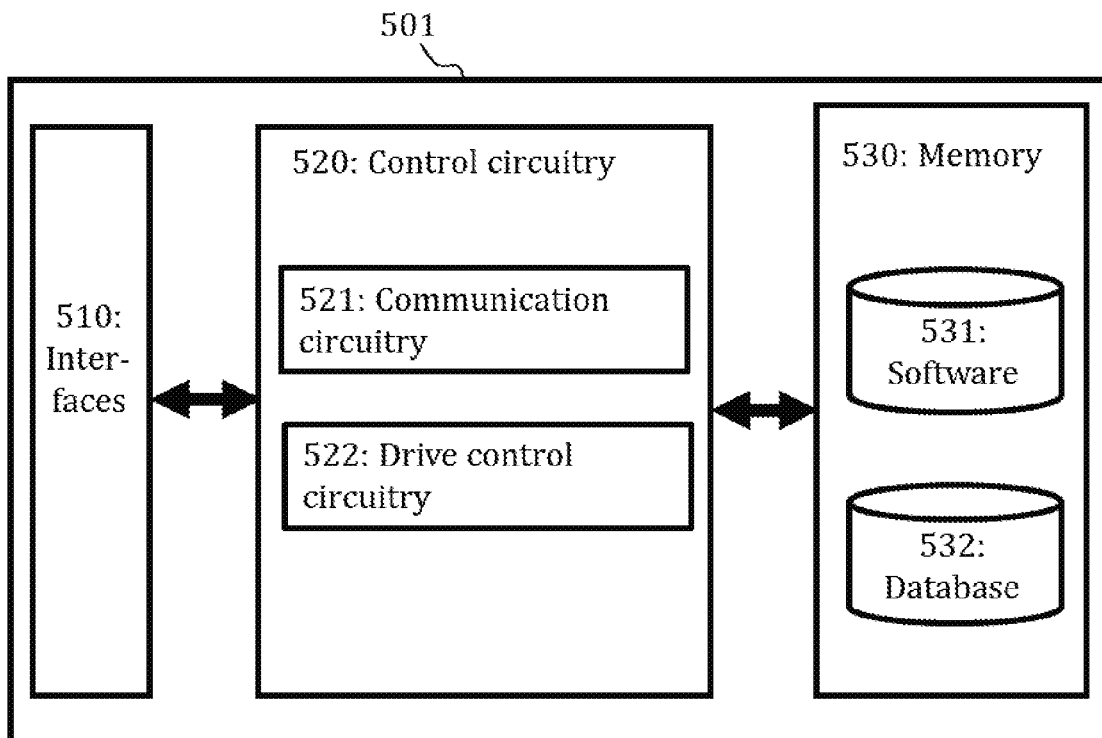 501
510:
Inter-
faces
520: Control circuitry
521: Communication
circuitry
522: Drive control
circuitry
530: Memory
531:
Software
532:
Database